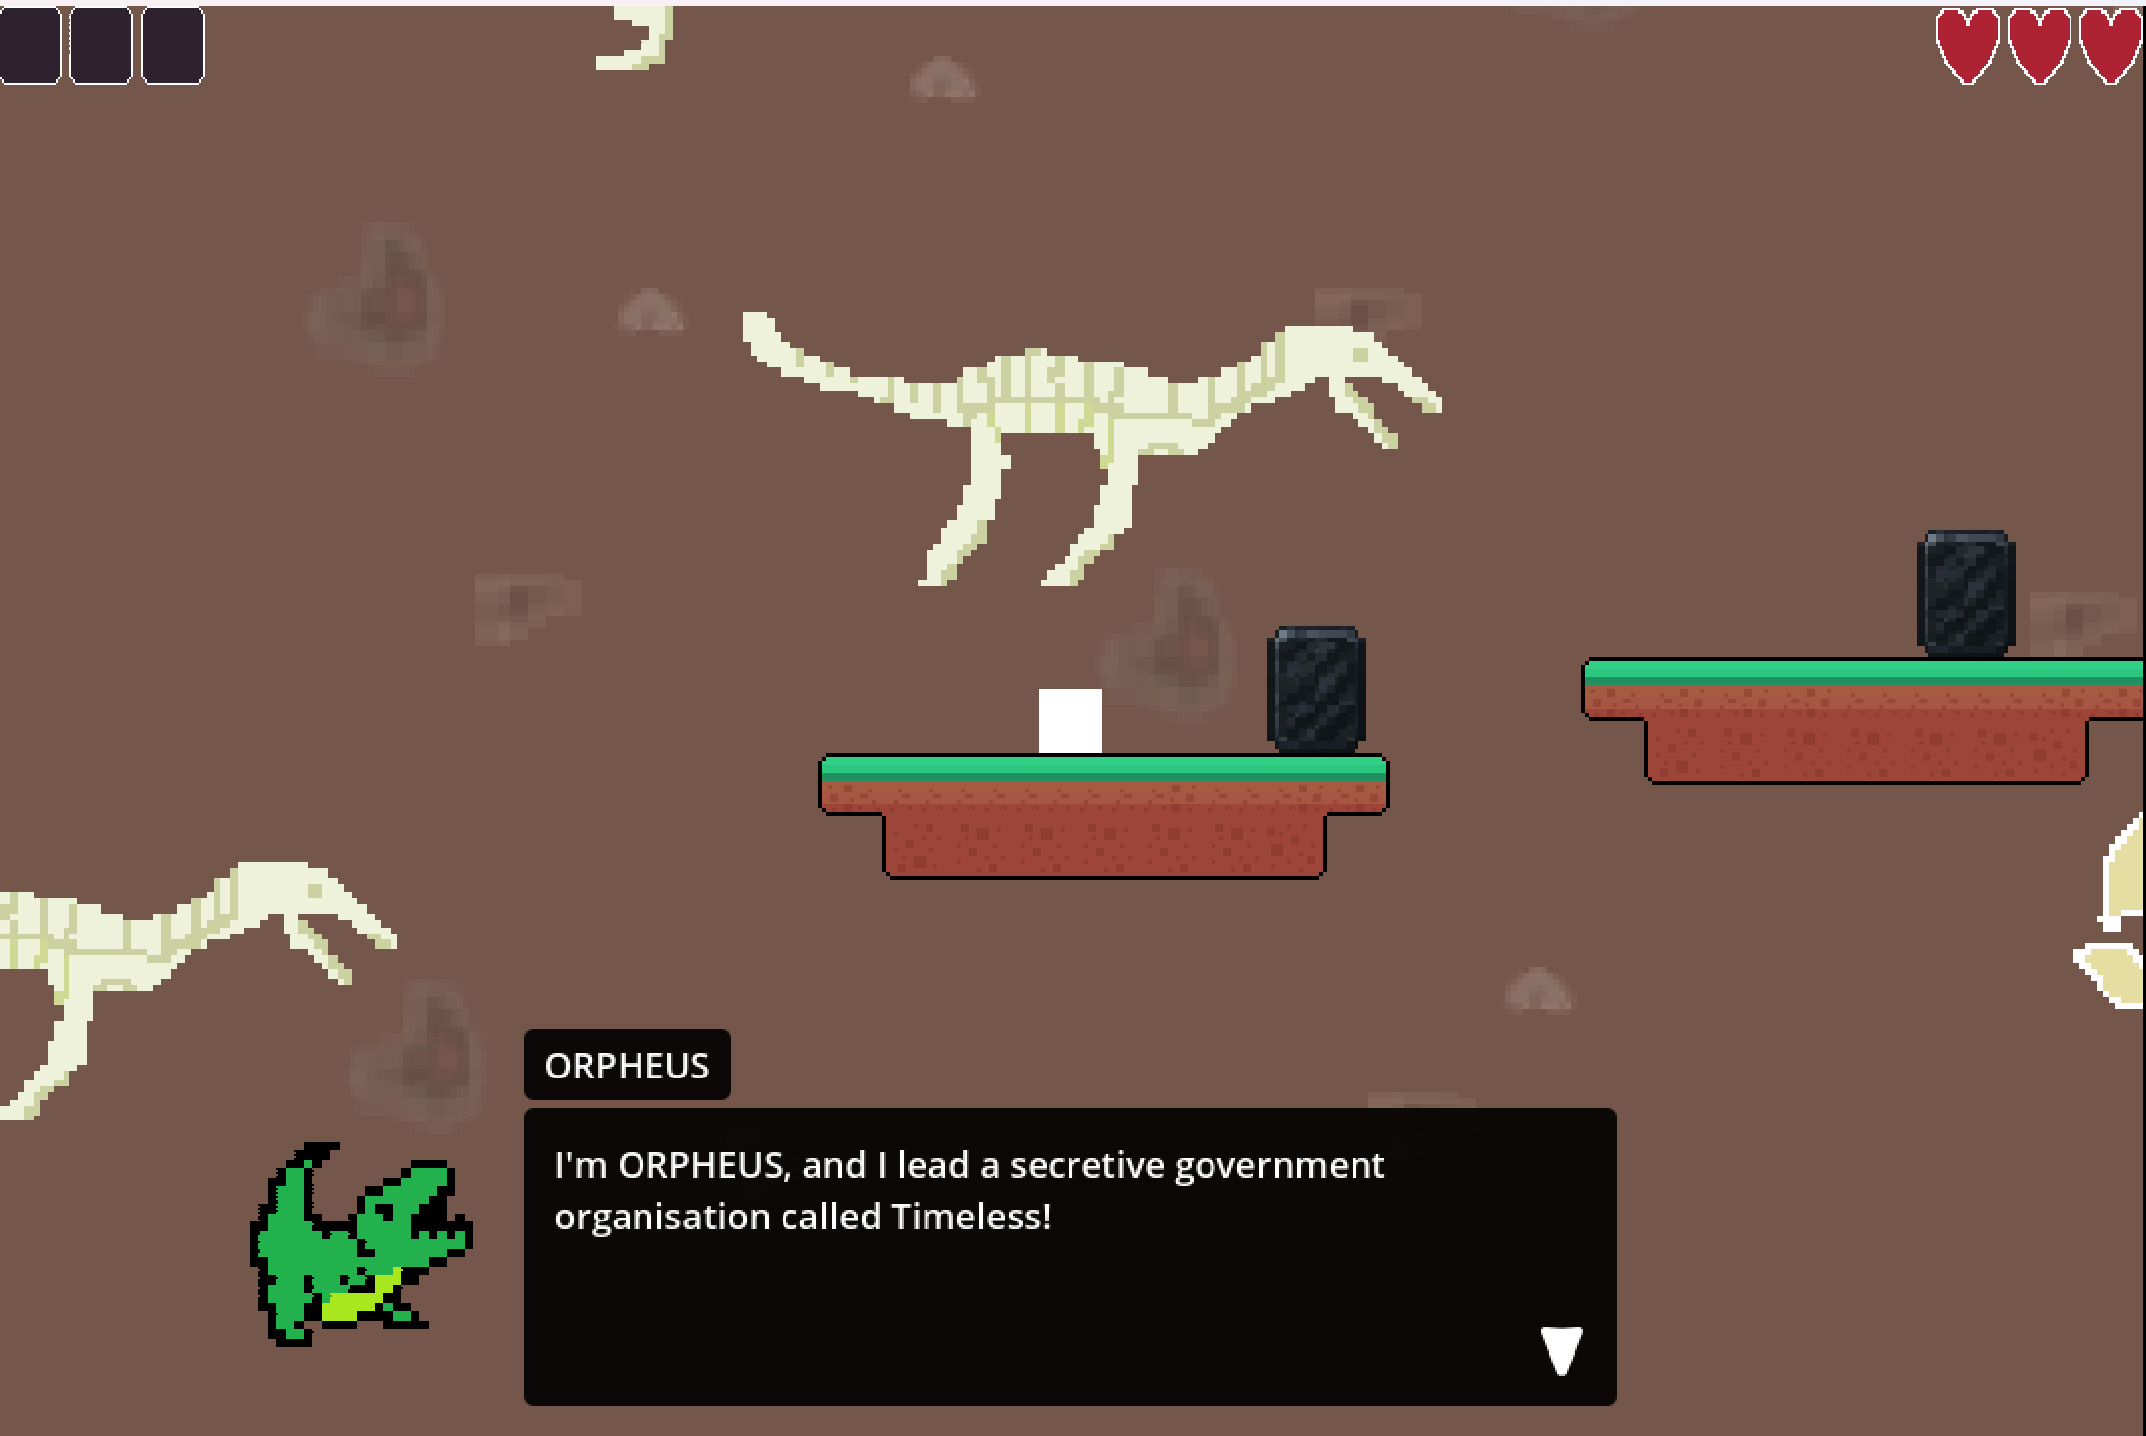 ORPHEUS
I'm ORPHEUS, and I lead a secretive government
organisation called Timeless!